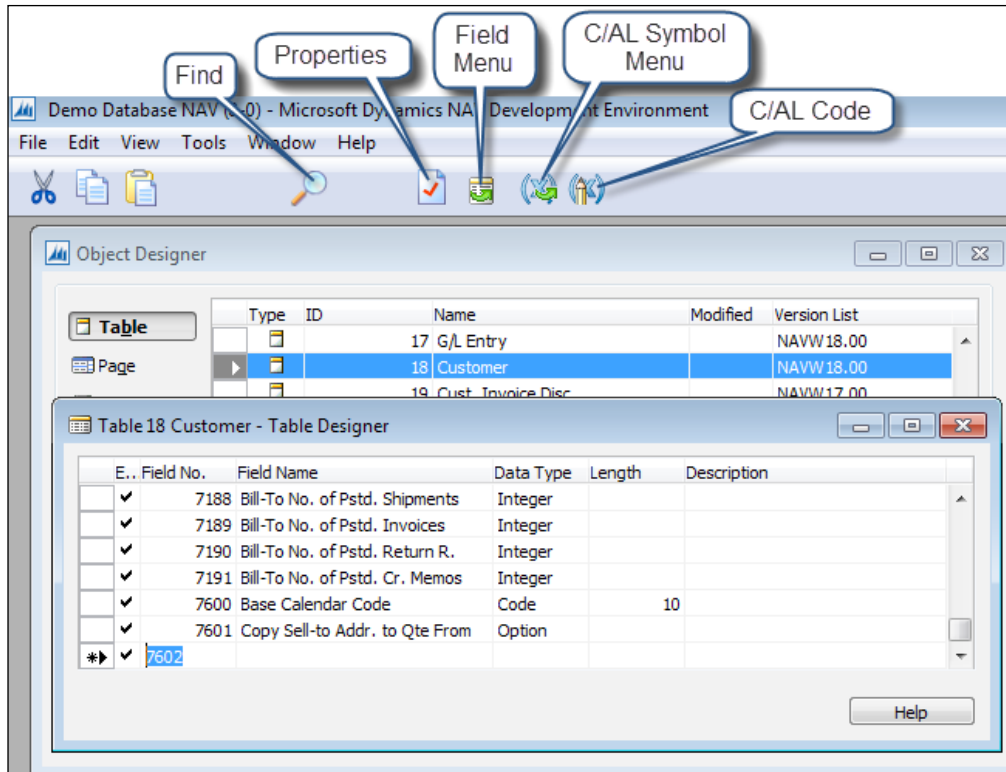 Find
Properties
Field
Menu
C/AL Symbol
Menu
C/AL Code
Demo Database NAV - Microsoft Dynamics Development Environment
File Edit View Tools Window Help
Object Designer
Type ID Name Modified Version List
Table
17 G/L Entry NAVW18.00
Page
18 Customer NAVW18.00
19 Cust. Invoice Disc. NAVW17.00
Table 18 Customer - Table Designer
E.. Field No. Field Name Data Type Length Description
7188 Bill-To No. of Pstd. Shipments Integer
7189 Bill-To No. of Pstd. Invoices Integer
7190 Bill-To No. of Pstd. Return R. Integer
7191 Bill-To No. of Pstd. Cr. Memos Integer
7600 Base Calendar Code Code 10
7601 Copy Sell-to Addr. to Qte From Option
7602
Help